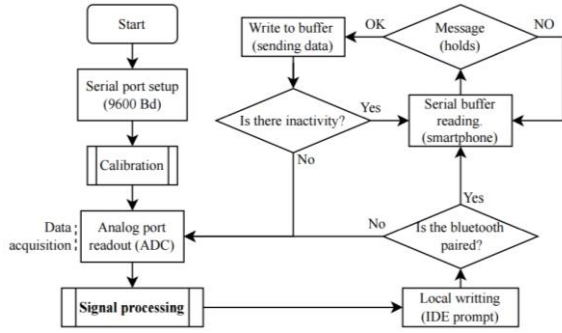 Start
Serial port setup
(9600 Bd)
Calibration
Data
acquisition
Analog port
readout (ADC)
Signal processing
Write to buffer
(sending data)
OK
Message
(holds)
NO
Is there inactivity?
Yes
No
Serial buffer
reading.
(smartphone)
Yes
No
Is the bluetooth
paired?
Local writting
(IDE prompt)